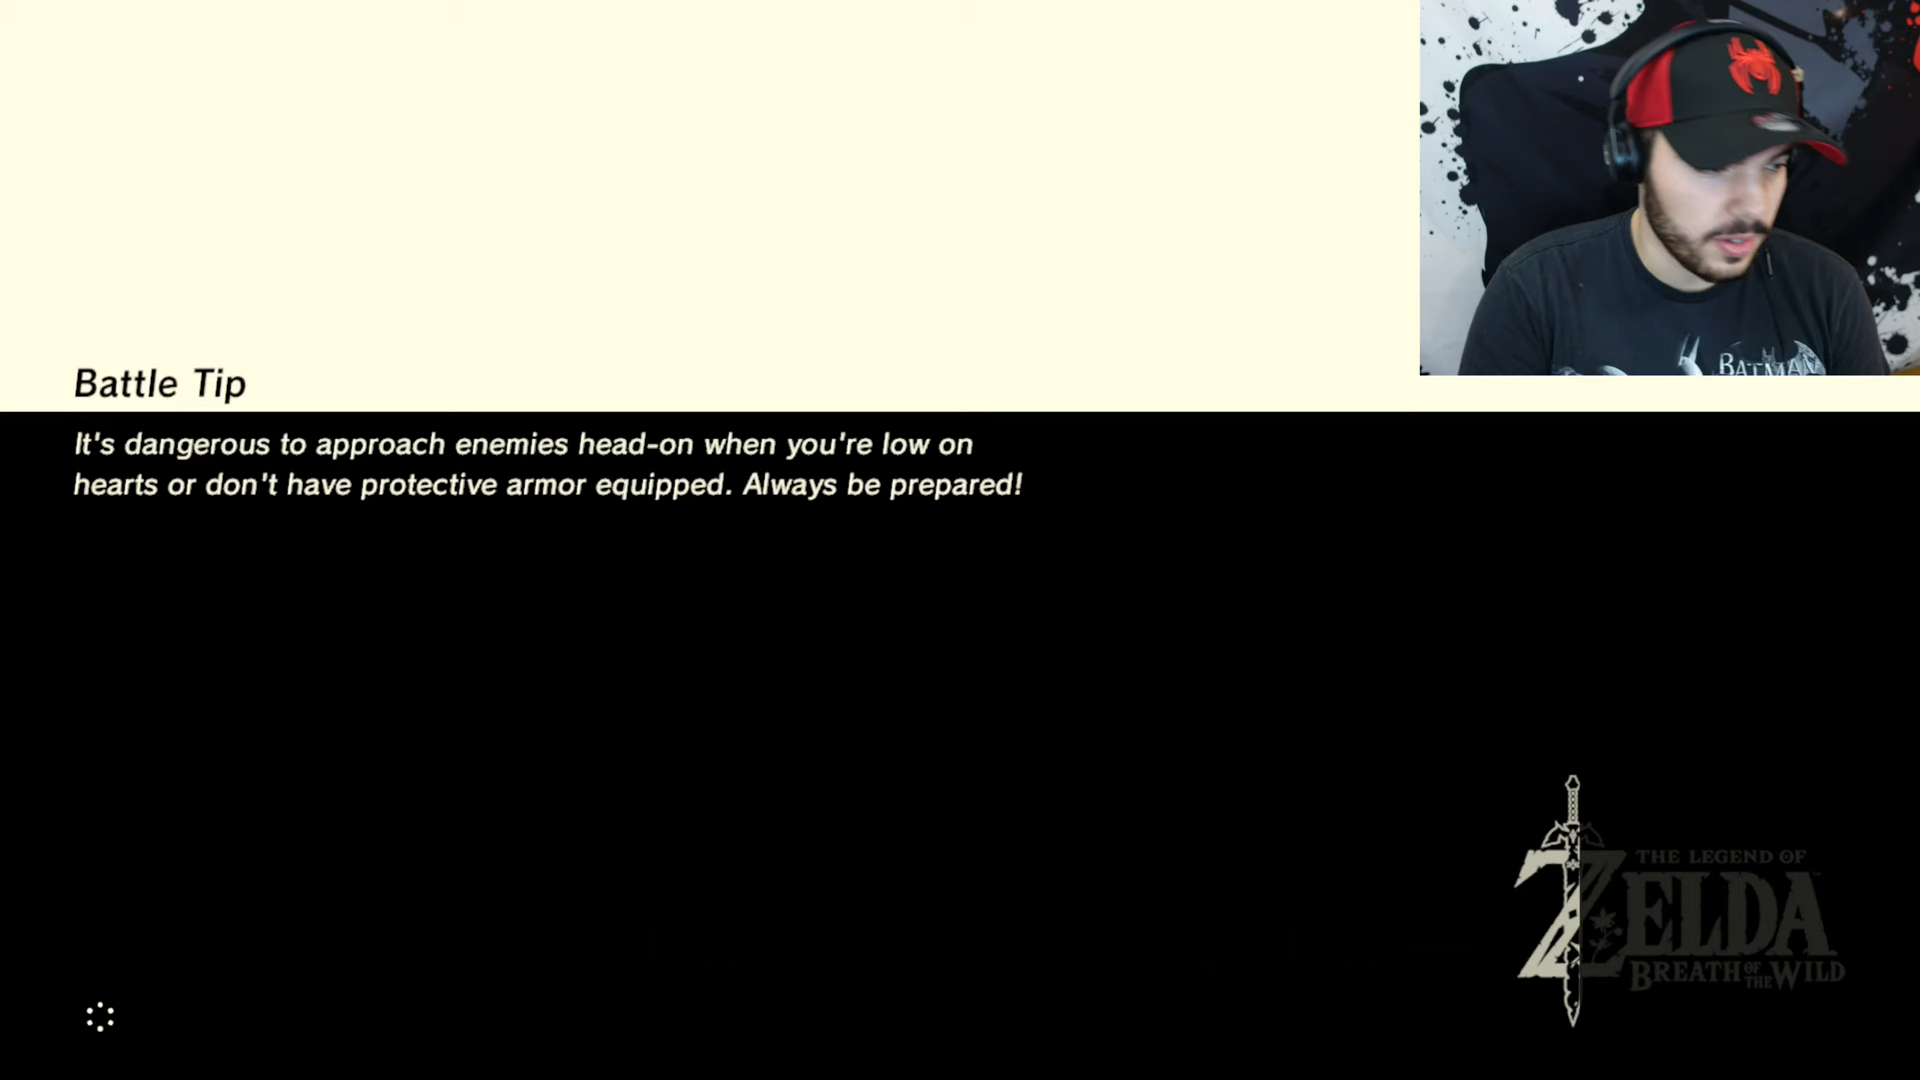 BATMAN
Battle Tip
It's dangerous to approach enemies head-on when you're low on
hearts or don't have protective armor equipped. Always be prepared!
THE LEGEND OF
ZELDA
BREATH OF THE WILD